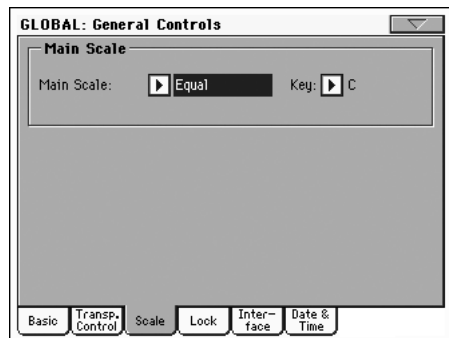 GLOBAL: General Controls
Main Scale
Main Scale: Equal Key: C
Basic Transp. Control Scale Lock Inter- face Date & Time